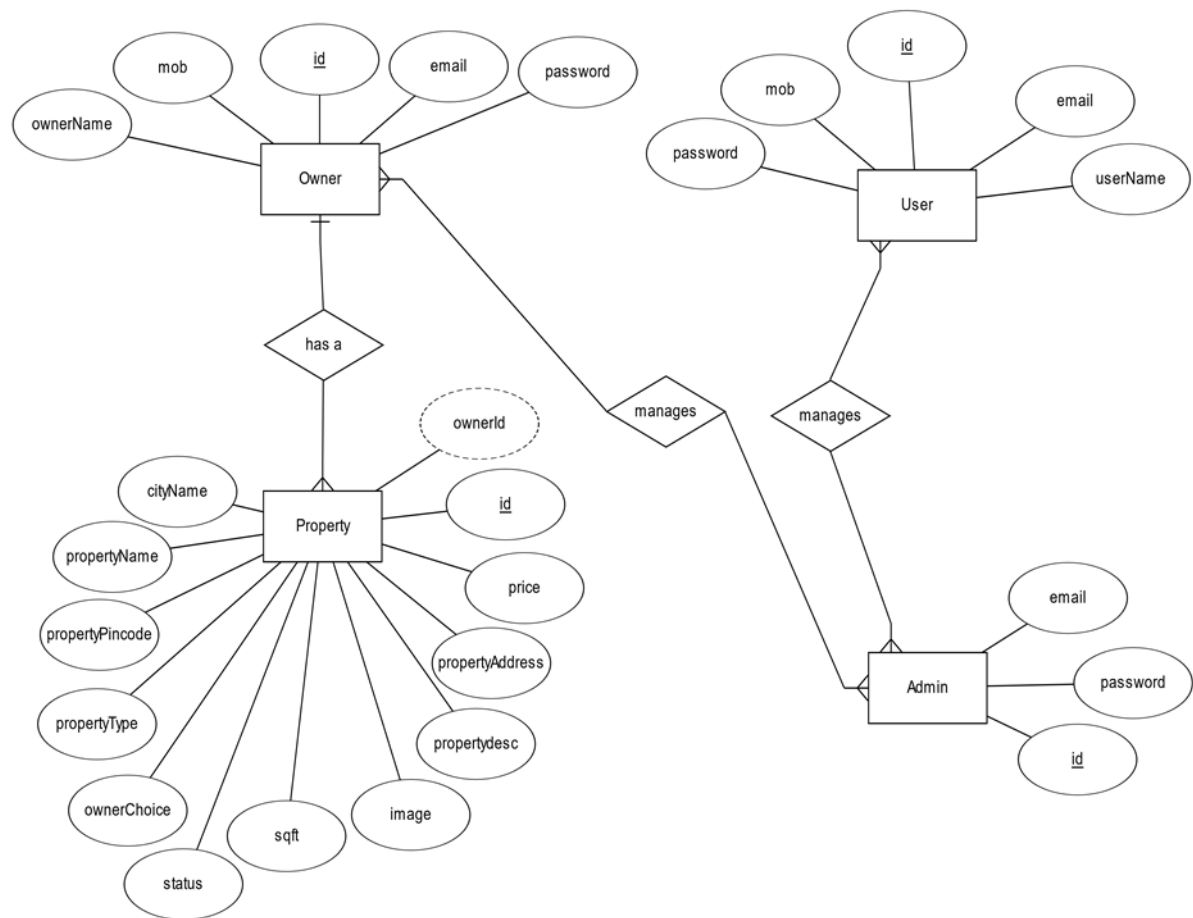 id
id
mob
email
password
mob
email
ownerName
password
userName
Owner
User
has a
ownerId
manages
manages
cityName
id
Property
propertyName
price
email
propertyPincode
propertyAddress
Admin
password
propertyType
propertydesc
id
ownerChoice
image
sqft
status